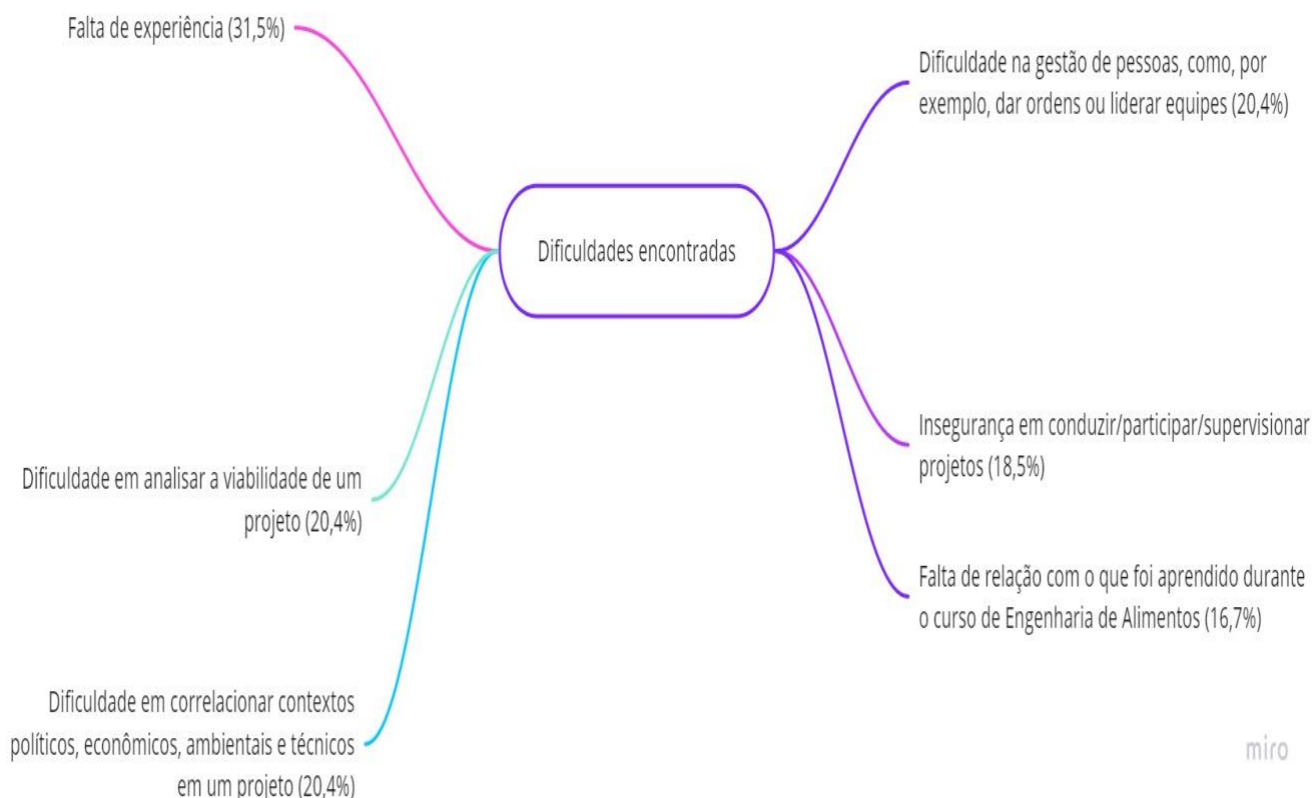 Falta de experiência (31,5%)
Dificuldade em analisar a viabilidade de um
projeto (20,4%)
Dificuldade em correlacionar contextos
políticos, econômicos, ambientais e técnicos
em um projeto (20,4%)
Dificuldades encontradas
Dificuldade na gestão de pessoas, como, por
exemplo, dar ordens ou liderar equipes (20,4%)
Insegurança em conduzir/participar/supervisionar
projetos (18,5%)
Falta de relação com o que foi aprendido durante
o curso de Engenharia de Alimentos (16,7%)
miro